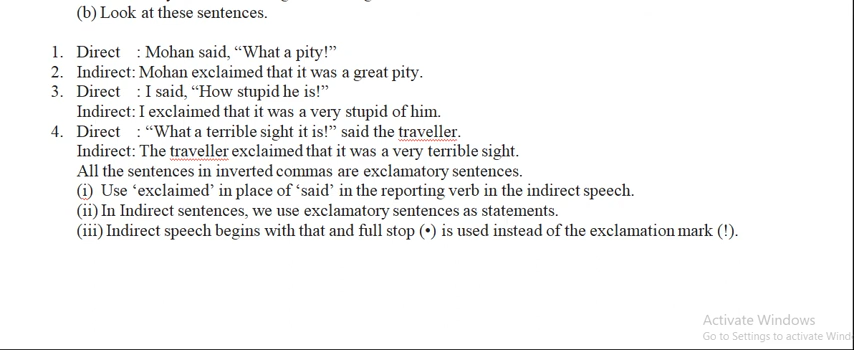 (b) Look at these sentences.
1. Direct : Mohan said, “What a pity!”
2. Indirect: Mohan exclaimed that it was a great pity.
3. Direct : I said, “How stupid he is!”
Indirect: I exclaimed that it was a very stupid of him.
4. Direct : “What a terrible sight it is!” said the traveller.
Indirect: The traveller exclaimed that it was a very terrible sight.
All the sentences in inverted commas are exclamatory sentences.
(i) Use ‘exclaimed’ in place of ‘said’ in the reporting verb in the indirect speech.
(ii) In Indirect sentences, we use exclamatory sentences as statements.
(iii) Indirect speech begins with that and full stop (•) is used instead of the exclamation mark (!).
Activate Windows
Go to Settings to activate Wind